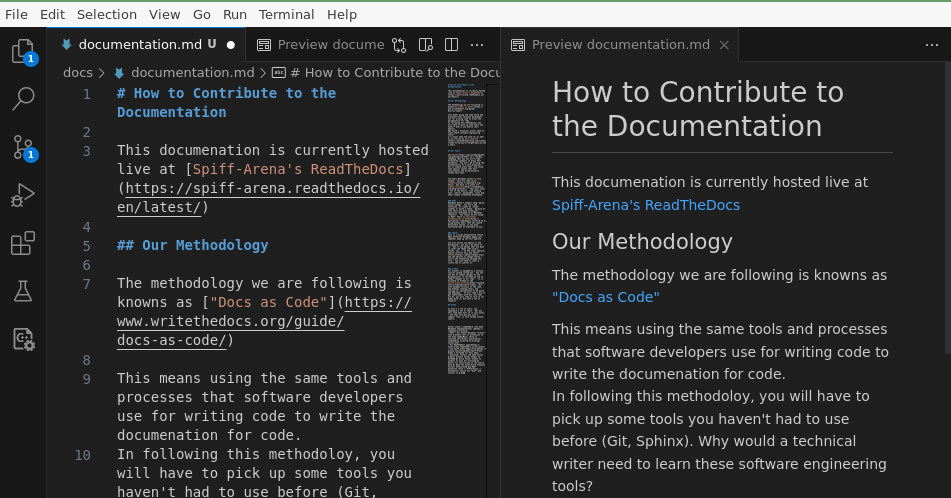 File Edit Selection View Go Run Terminal Help
documentation.md U
Preview docume
Preview documentation.md
docs > documentation.md > abc # How to Contribute to the Docu
1
1
1 # How to Contribute to the
Documentation
2
3 This documenation is currently hosted
live at [Spiff-Arena's ReadTheDocs]
(https://spiff-arena.readthedocs.io/
en/latest/)
4
5 ## Our Methodology
6
7 The methodology we are following is
knowns as ["Docs as Code"](https://
www.writethedocs.org/guide/
docs-as-code/)
8
9 This means using the same tools and
processes that software developers
use for writing code to write the
documenation for code.
10 In following this methodoloy, you
will have to pick up some tools you
haven't had to use before (Git,
How to Contribute to
the Documentation
This documenation is currently hosted live at
Spiff-Arena's ReadTheDocs
Our Methodology
The methodology we are following is knowns as
"Docs as Code"
This means using the same tools and processes
that software developers use for writing code to
write the documenation for code.
In following this methodoloy, you will have to
pick up some tools you haven't had to use
before (Git, Sphinx). Why would a technical
writer need to learn these software engineering
tools?